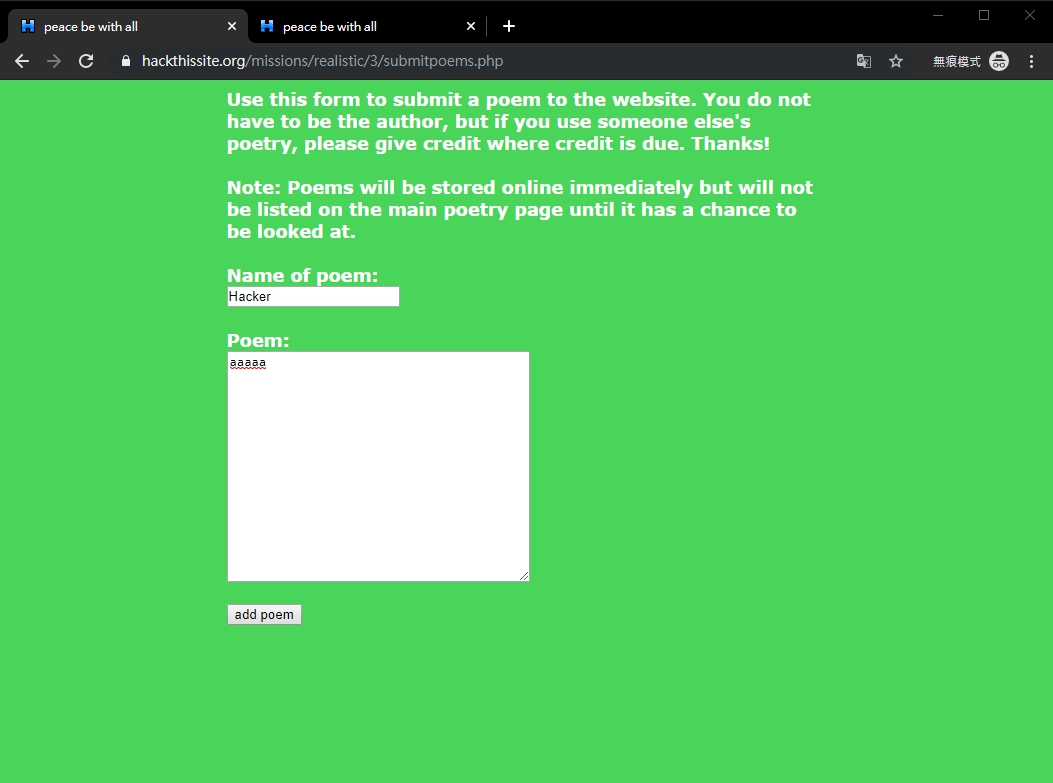 peace be with all
peace be with all
hackthissite.org/missions/realistic/3/submitpoems.php
無痕模式
Use this form to submit a poem to the website. You do not
have to be the author, but if you use someone else's
poetry, please give credit where credit is due. Thanks!
Note: Poems will be stored online immediately but will not
be listed on the main poetry page until it has a chance to
be looked at.
Name of poem:
Hacker
Poem:
aaaaa
add poem